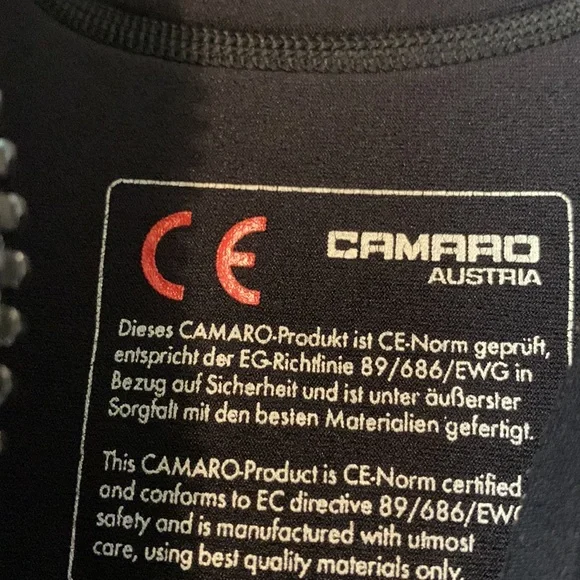 CE CAMARO
AUSTRIA
Dieses CAMARO-Produkt ist CE-Norm geprüft,
entspricht der EG-Richtlinie 89/686/EWG in
Bezug auf Sicherheit und ist unter äußerster
Sorgfalt mit den besten Materialien gefertigt.
This CAMARO-Product is CE-Norm certified
and conforms to EC directive 89/686/EWG
safety and is manufactured with utmost
care, using best quality materials only.